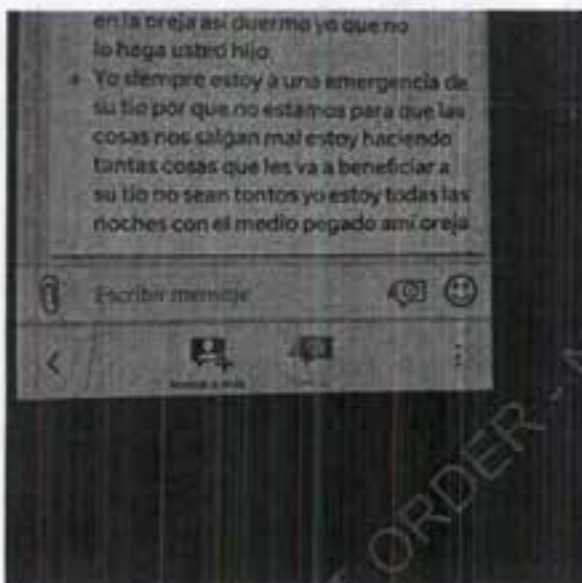 en la oreja asi duermo yo que no
lo haga usted hijo
Yo siempre estoy a una emergencia de
su tio por que no estamos para que las
cosas nos salgan mal estoy haciendo
tantas cosas que les va a beneficiar a
su tio no sean tontos yo estoy todas las
noches con el medio pegado ami oreja
Escribir mensaje
ORDER -